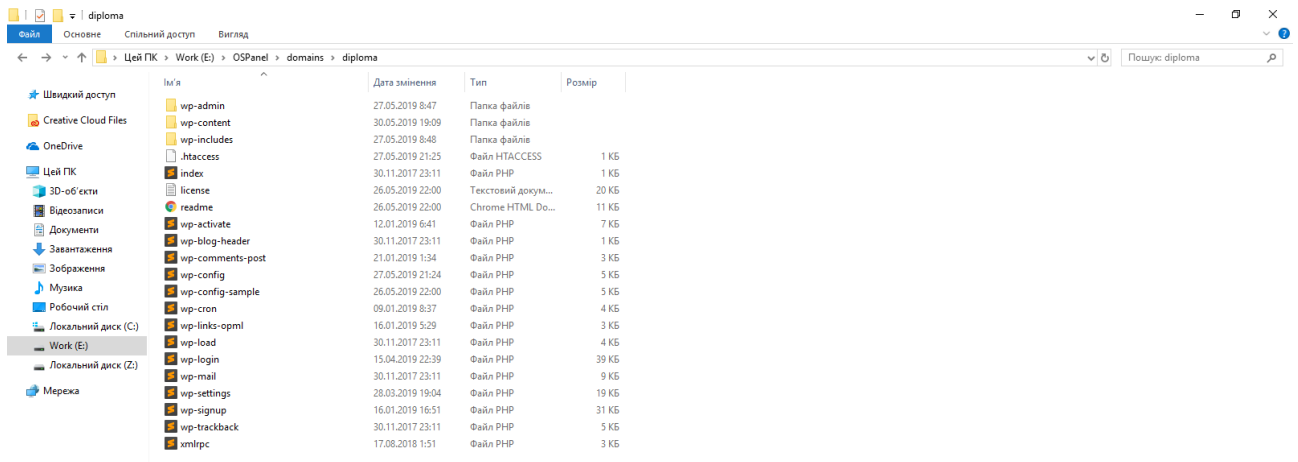 diploma
Файл Основне Спільний доступ Вигляд
Цей ПК › Work (E:) › OSPanel › domains › diploma
Пошук: diploma
Швидкий доступ
Creative Cloud Files
OneDrive
Цей ПК
3D-об'єкти
Відеозаписи
Документи
Завантаження
Зображення
Музика
Робочий стіл
Локальний диск (C:)
Work (E:)
Локальний диск (Z:)
Мережа
Ім'я Дата змінення Тип Розмір
wp-admin 27.05.2019 8:47 Папка файлів
wp-content 30.05.2019 19:09 Папка файлів
wp-includes 27.05.2019 8:48 Папка файлів
.htaccess 27.05.2019 21:25 Файл HTACCESS 1 КБ
index 30.11.2017 23:11 Файл PHP 1 КБ
license 26.05.2019 22:00 Текстовий докум... 20 КБ
readme 26.05.2019 22:00 Chrome HTML Do... 11 КБ
wp-activate 12.01.2019 6:41 Файл PHP 7 КБ
wp-blog-header 30.11.2017 23:11 Файл PHP 1 КБ
wp-comments-post 21.01.2019 1:34 Файл PHP 3 КБ
wp-config 27.05.2019 21:24 Файл PHP 5 КБ
wp-config-sample 26.05.2019 22:00 Файл PHP 5 КБ
wp-cron 09.01.2019 8:37 Файл PHP 4 КБ
wp-links-opml 16.01.2019 5:29 Файл PHP 3 КБ
wp-load 30.11.2017 23:11 Файл PHP 4 КБ
wp-login 15.04.2019 22:39 Файл PHP 39 КБ
wp-mail 30.11.2017 23:11 Файл PHP 9 КБ
wp-settings 28.03.2019 19:04 Файл PHP 19 КБ
wp-signup 16.01.2019 16:51 Файл PHP 31 КБ
wp-trackback 30.11.2017 23:11 Файл PHP 5 КБ
xmlrpc 17.08.2018 1:51 Файл PHP 3 КБ